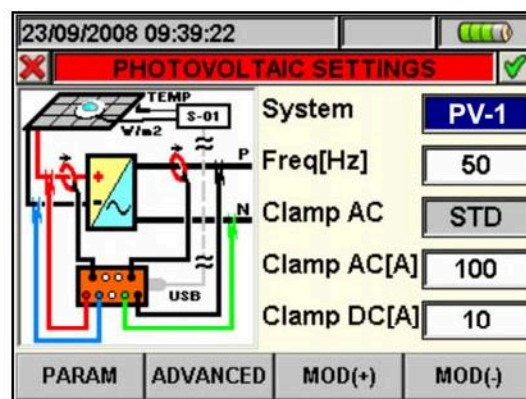 23/09/2008 09:39:22
PHOTOVOLTAIC SETTINGS
TEMP
W/m2
S-01
P
N
USB
System PV-1
Freq[Hz] 50
Clamp AC STD
Clamp AC[A] 100
Clamp DC[A] 10
PARAM ADVANCED MOD(+) MOD(-)